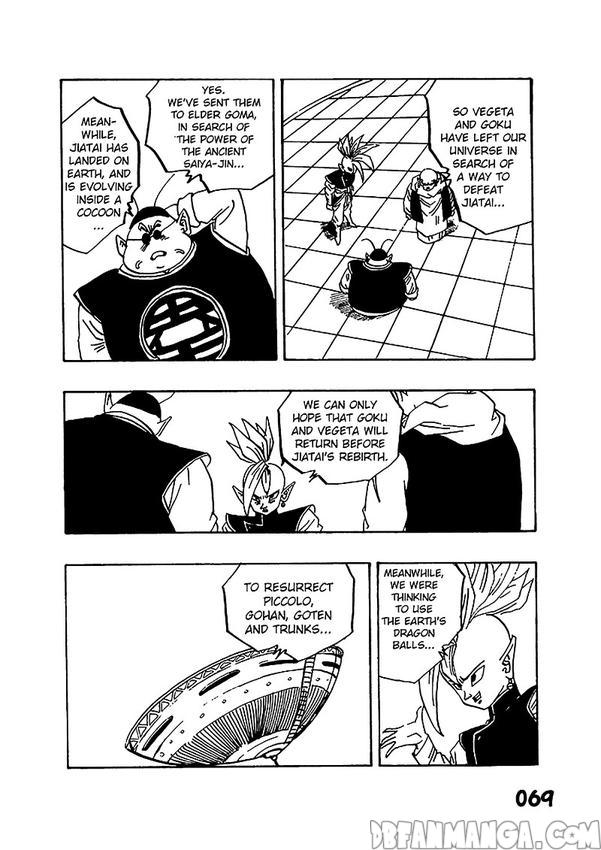 SO VEGETA
AND GOKU
HAVE LEFT OUR
UNIVERSE IN
SEARCH OF
A WAY TO
DEFEAT
JIATAI...
YES.
WE'VE SENT THEM
TO ELDER GOMA,
IN SEARCH OF
THE POWER OF
THE ANCIENT
SAIYA-JIN...
MEAN-
WHILE,
JIATAI HAS
LANDED ON
EARTH, AND
IS EVOLVING
INSIDE A
COCOON
...
WE CAN ONLY
HOPE THAT GOKU
AND VEGETA WILL
RETURN BEFORE
JIATAI'S REBIRTH.
MEANWHILE,
WE WERE
THINKING
TO USE
THE EARTH'S
DRAGON
BALLS...
TO RESURRECT
PICCOLO,
GOHAN, GOTEN
AND TRUNKS...
069
DBFANMANGA.COM